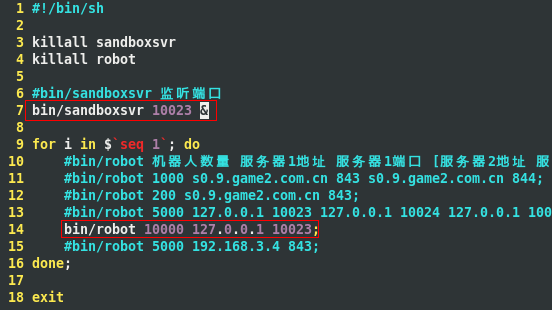 1 #!/bin/sh
2
3 killall sandboxsvr
4 killall robot
5
6 #bin/sandboxsvr 监听端口
7 bin/sandboxsvr 10023 &
8
9 for i in $`seq 1`; do
10 #bin/robot 机器人数量 服务器1地址 服务器1端口 [服务器2地址 服
11 #bin/robot 1000 s0.9.game2.com.cn 843 s0.9.game2.com.cn 844;
12 #bin/robot 200 s0.9.game2.com.cn 843;
13 #bin/robot 5000 127.0.0.1 10023 127.0.0.1 10024 127.0.0.1 100
14 bin/robot 10000 127.0.0.1 10023;
15 #bin/robot 5000 192.168.3.4 843;
16 done;
17
18 exit